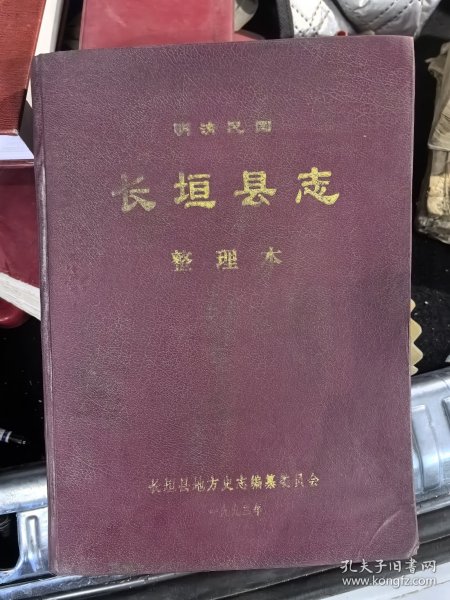 明清民国
长垣县志
整理本
长垣县地方史志编纂委员会
一九九三年
孔夫子旧书网
www.kongfz.com